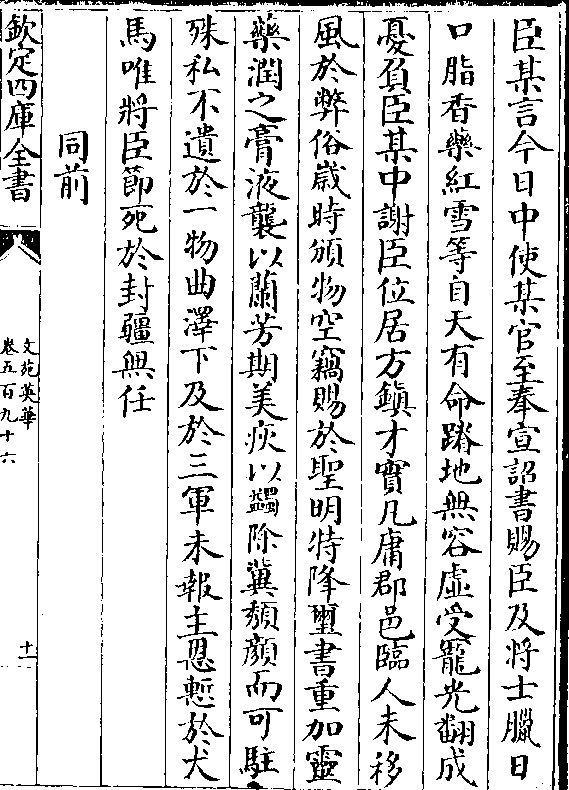 臣某言今日中使某官至奉宣詔書賜臣及將士臘日
口脂香藥紅雪等自天有命蹐地無容虛受寵光翻成
憂負臣某中謝臣位居方鎮才實凡庸郡邑臨人未移
風於弊俗歲時頒物空竊賜於聖明特降璽書重加靈
藥潤之膏液襲以蘭芳期美疢以蠲除冀頳顔而可駐
殊私不遺於一物曲澤下及於三軍未報主恩慙於犬
馬唯將臣節死於封疆無任
同前
欽定四庫全書
文苑英華
卷五百九十六
十一